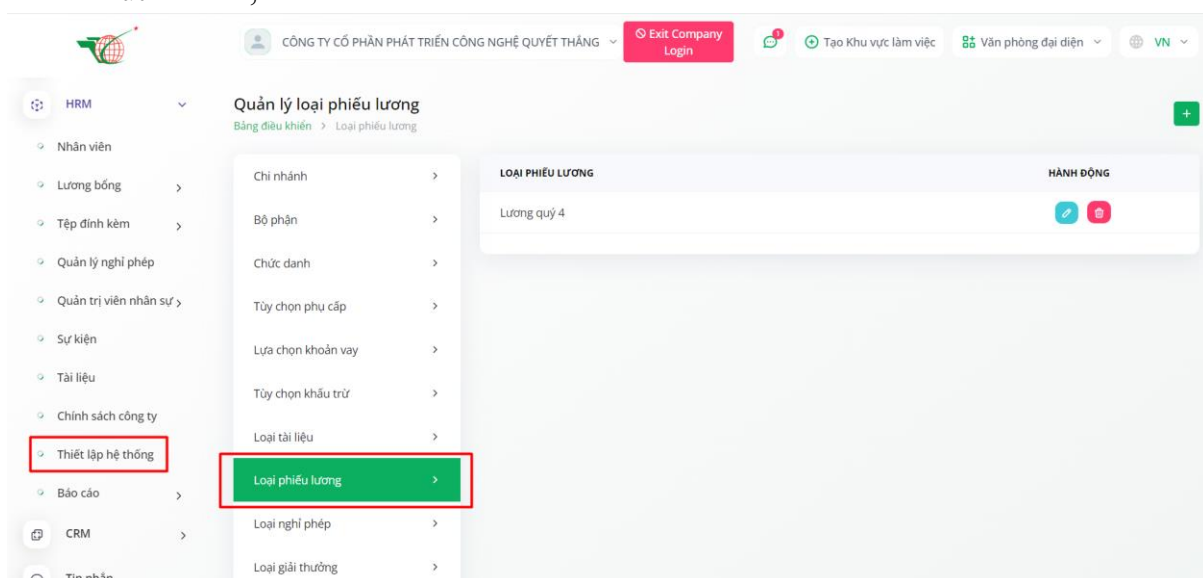 CÔNG TY CỔ PHẦN PHÁT TRIỂN CÔNG NGHỆ QUYẾT THẮNG
Exit Company
Login
1
Tạo Khu vực làm việc
Văn phòng đại diện
VN
HRM
Nhân viên
Lương bổng
Tệp đính kèm
Quản lý nghỉ phép
Quản trị viên nhân sự
Sự kiện
Tài liệu
Chính sách công ty
Thiết lập hệ thống
Báo cáo
CRM
Tin nhắn
Quản lý loại phiếu lương
Bảng điều khiển > Loại phiếu lương
+
Chi nhánh
Bộ phận
Chức danh
Tùy chọn phụ cấp
Lựa chọn khoản vay
Tùy chọn khấu trừ
Loại tài liệu
Loại phiếu lương
Loại nghỉ phép
Loại giải thưởng
LOẠI PHIẾU LƯƠNG HÀNH ĐỘNG
Lương quý 4